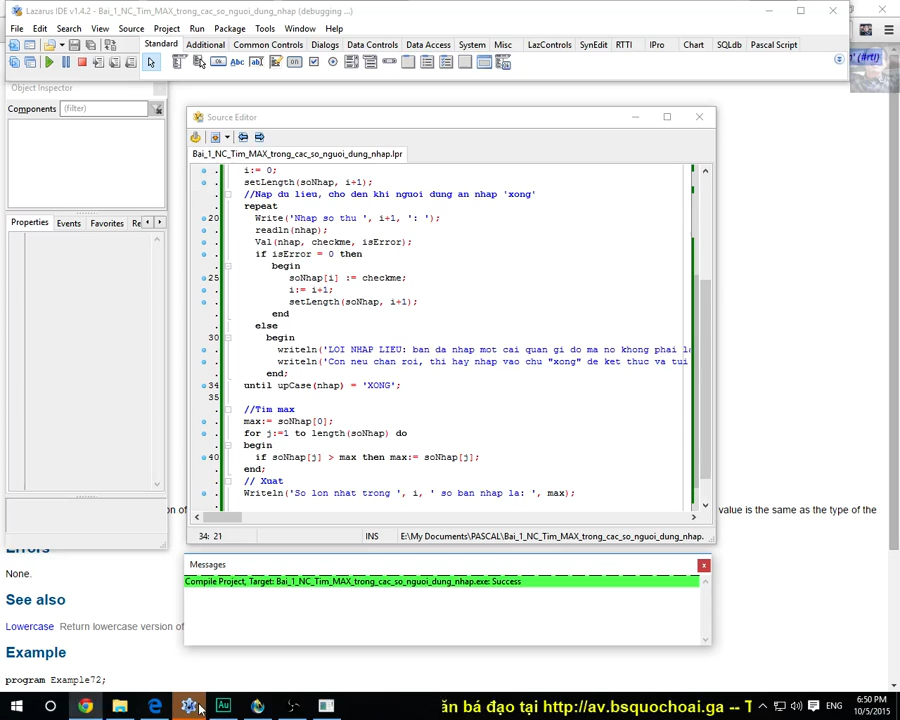 Lazarus IDE v1.4.2 - Bai_1_NC_Tim_MAX_trong_cac_so_nguoi_dung_nhap (debugging ...)
File Edit Search View Source Project Run Package Tools Window Help
Standard Additional Common Controls Dialogs Data Controls Data Access System Misc LazControls SynEdit RTTI IPro Chart SQLdb Pascal Script
Object Inspector
Components (filter)
Properties Events Favorites Re
Source Editor
Bai_1_NC_Tim_MAX_trong_cac_so_nguoi_dung_nhap.lpr
i:= 0;
setLength(soNhap, i+1);
//Nap du lieu, cho den khi nguoi dung an nhap 'xong'
repeat
20 Write('Nhap so thu ', i+1, ': ');
readln(nhap);
Val(nhap, checkme, isError);
if isError = 0 then
begin
25 soNhap[i] := checkme;
i:= i+1;
setLength(soNhap, i+1);
end
else
30 begin
writeln('LOI NHAP LIEU: ban da nhap mot cai quan gi do ma no khong phai la
writeln('Con neu chan roi, thi hay nhap vao chu "xong" de ket thuc va tui
end;
34 until upCase(nhap) = 'XONG';
35
//Tim max
max:= soNhap[0];
for j:=1 to length(soNhap) do
begin
40 if soNhap[j] > max then max:= soNhap[j];
end;
// Xuat
Writeln('So lon nhat trong ', i, ' so ban nhap la: ', max);
34: 21 INS E:\My Documents\PASCAL\Bai_1_NC_Tim_MAX_trong_cac_so_nguoi_dung_nhap.
Messages
Compile Project, Target: Bai_1_NC_Tim_MAX_trong_cac_so_nguoi_dung_nhap.exe: Success
value is the same as the type of the
Errors
None.
See also
Lowercase Return lowercase version of
Example
program Example72;
ăn bá đạo tại http://av.bsquochoai.ga -- T
ENG
6:50 PM
10/5/2015